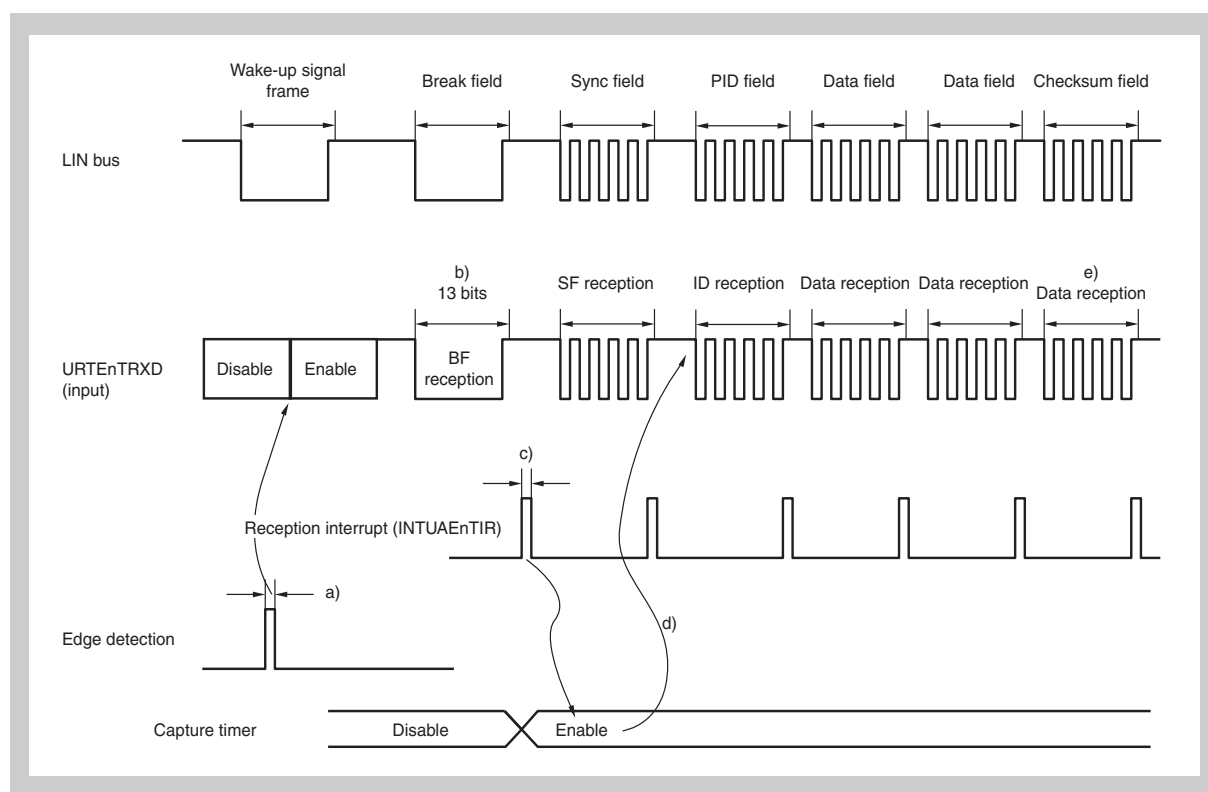 Wake-up signal
frame
Break field
Sync field
PID field
Data field
Data field
Checksum field
LIN bus
b)
13 bits
SF reception
ID reception
Data reception
Data reception
e)
Data reception
URTEnTRXD
(input)
Disable
Enable
BF
reception
c)
Reception interrupt (INTUAEnTIR)
a)
d)
Edge detection
Capture timer
Disable
Enable